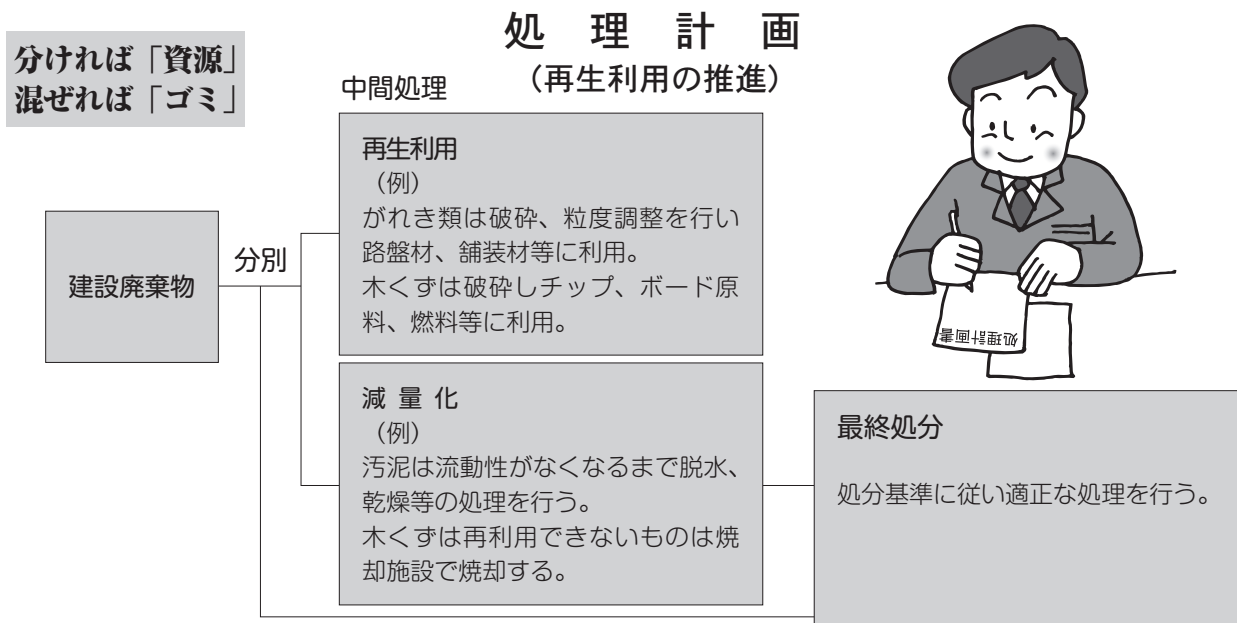 処理計画
（再生利用の推進）
分ければ「資源」
混ぜれば「ゴミ」
中間処理
再生利用
（例）
がれき類は破砕、粒度調整を行い
路盤材、舗装材等に利用。
木くずは破砕しチップ、ボード原
料、燃料等に利用。
建設廃棄物
分別
処理計画書
減量化
（例）
汚泥は流動性がなくなるまで脱水、
乾燥等の処理を行う。
木くずは再利用できないものは焼
却施設で焼却する。
最終処分
処分基準に従い適正な処理を行う。